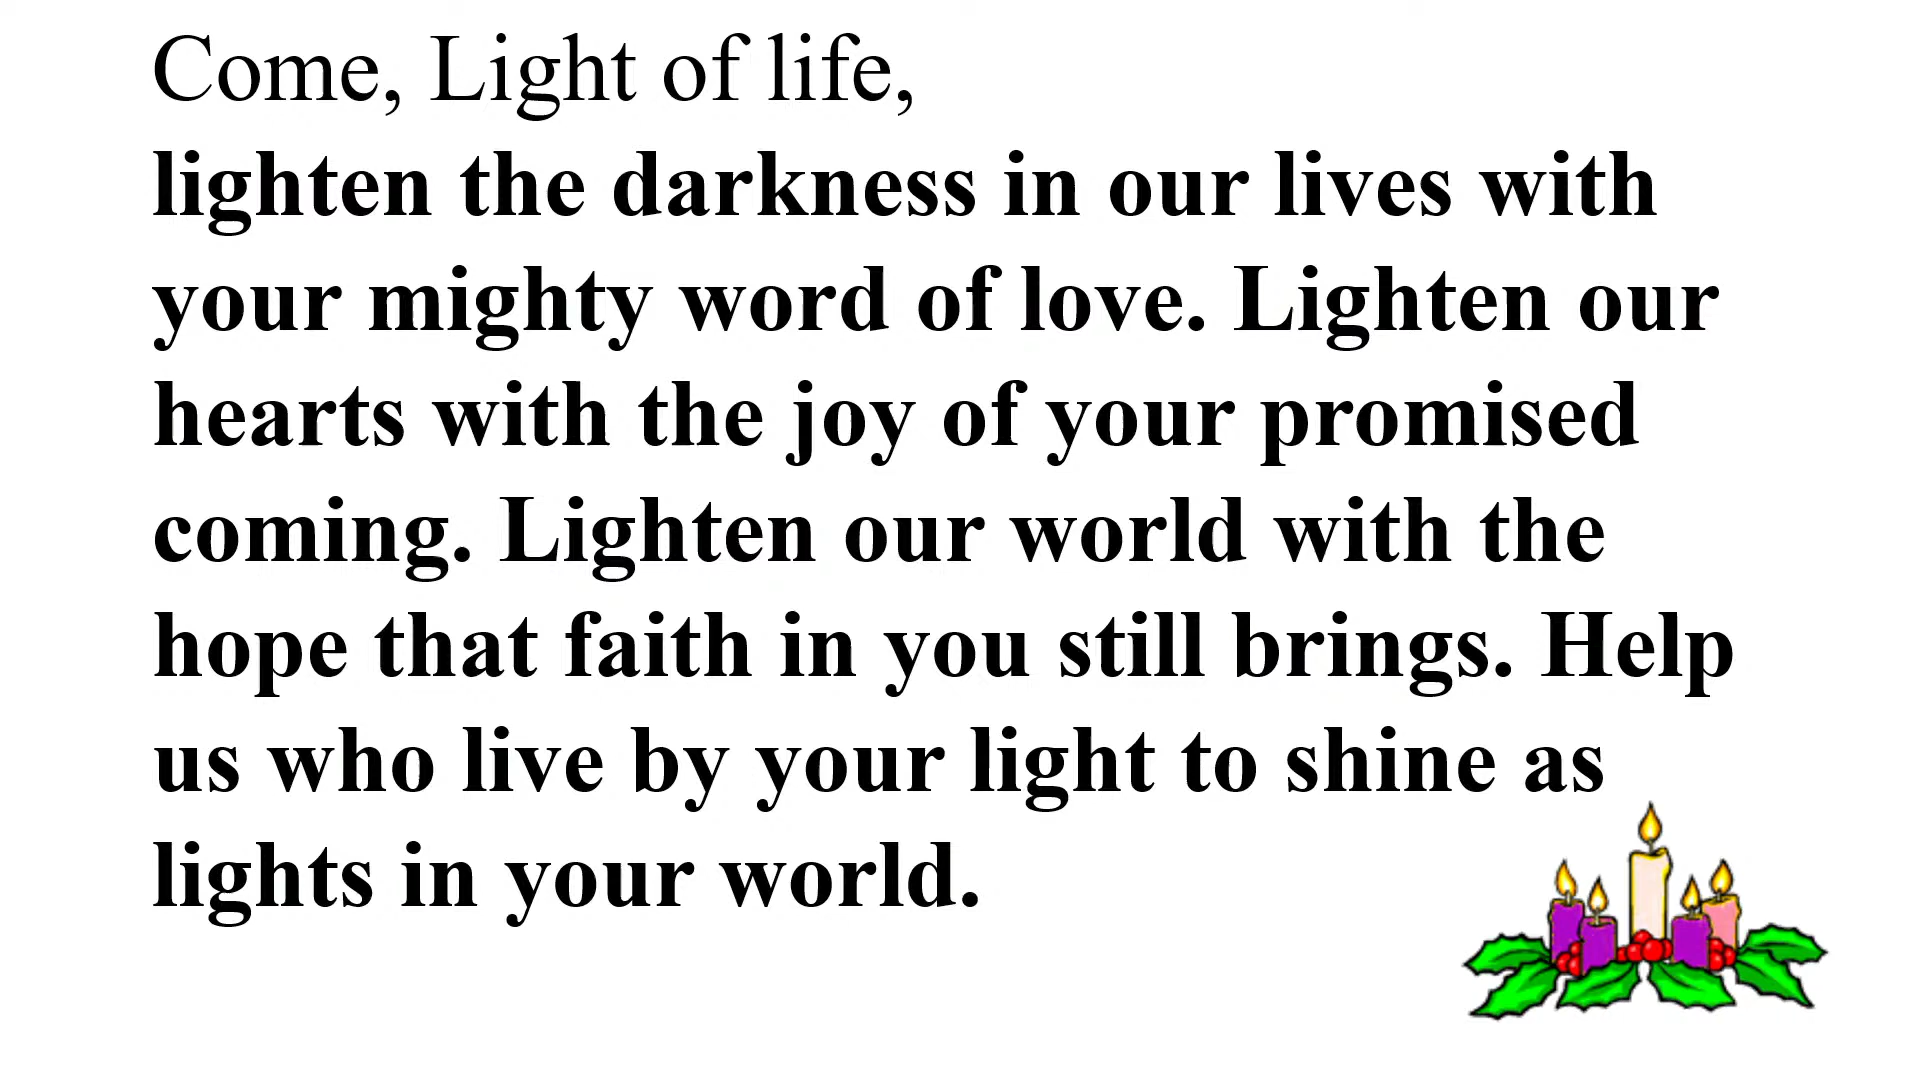 Come, Light of life,
lighten the darkness in our lives with
your mighty word of love. Lighten our
hearts with the joy of your promised
coming. Lighten our world with the
hope that faith in you still brings. Help
us who live by your light to shine as
lights in your world.